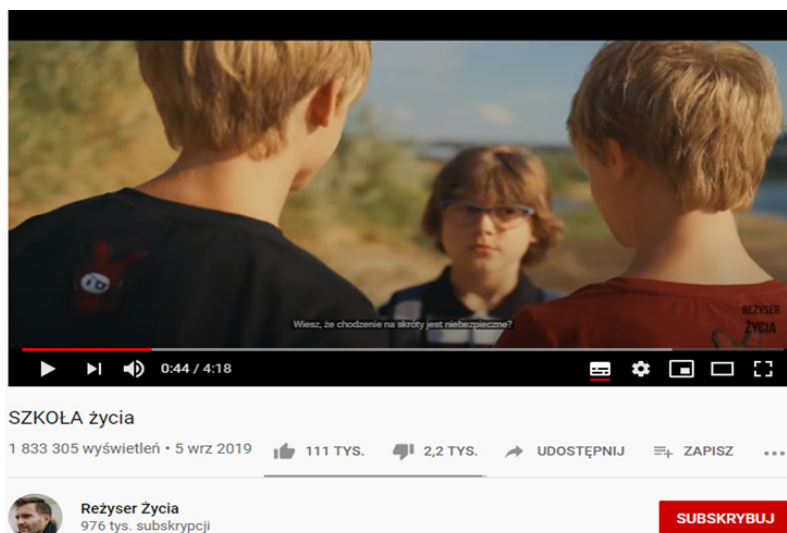 REŻYSER
ŻYCIA
Wiesz, że chodzenie na skróty jest niebezpieczne?
0:44 / 4:18
SZKOŁA życia
1 833 305 wyświetleń • 5 wrz 2019 111 TYS. 2,2 TYS. UDOSTĘPNIJ ZAPISZ
Reżyser Życia
976 tys. subskrypcji
SUBSKRYBUJ